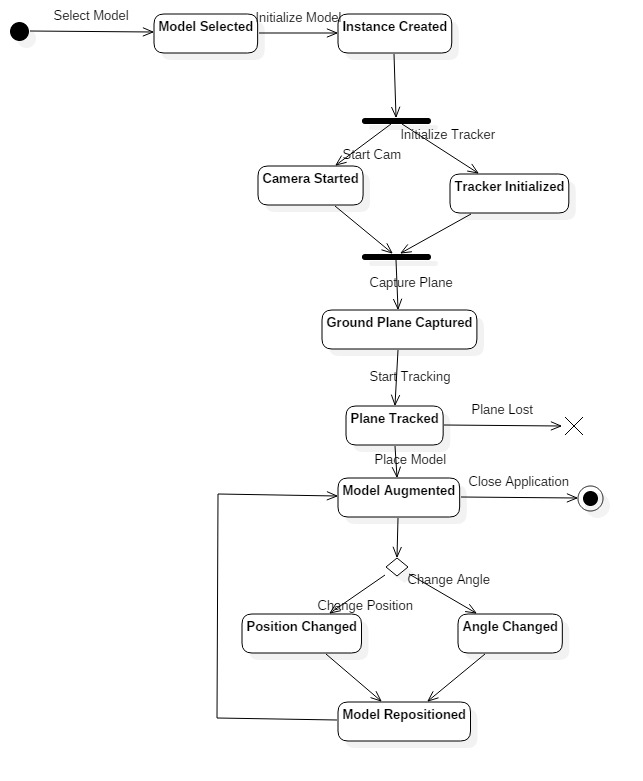 Select Model
Initialize Model
Model Selected
Instance Created
Initialize Tracker
Start Cam
Camera Started
Tracker Initialized
Capture Plane
Ground Plane Captured
Start Tracking
Plane Tracked
Plane Lost
Place Model
Model Augmented
Close Application
Change Angle
Change Position
Position Changed
Angle Changed
Model Repositioned